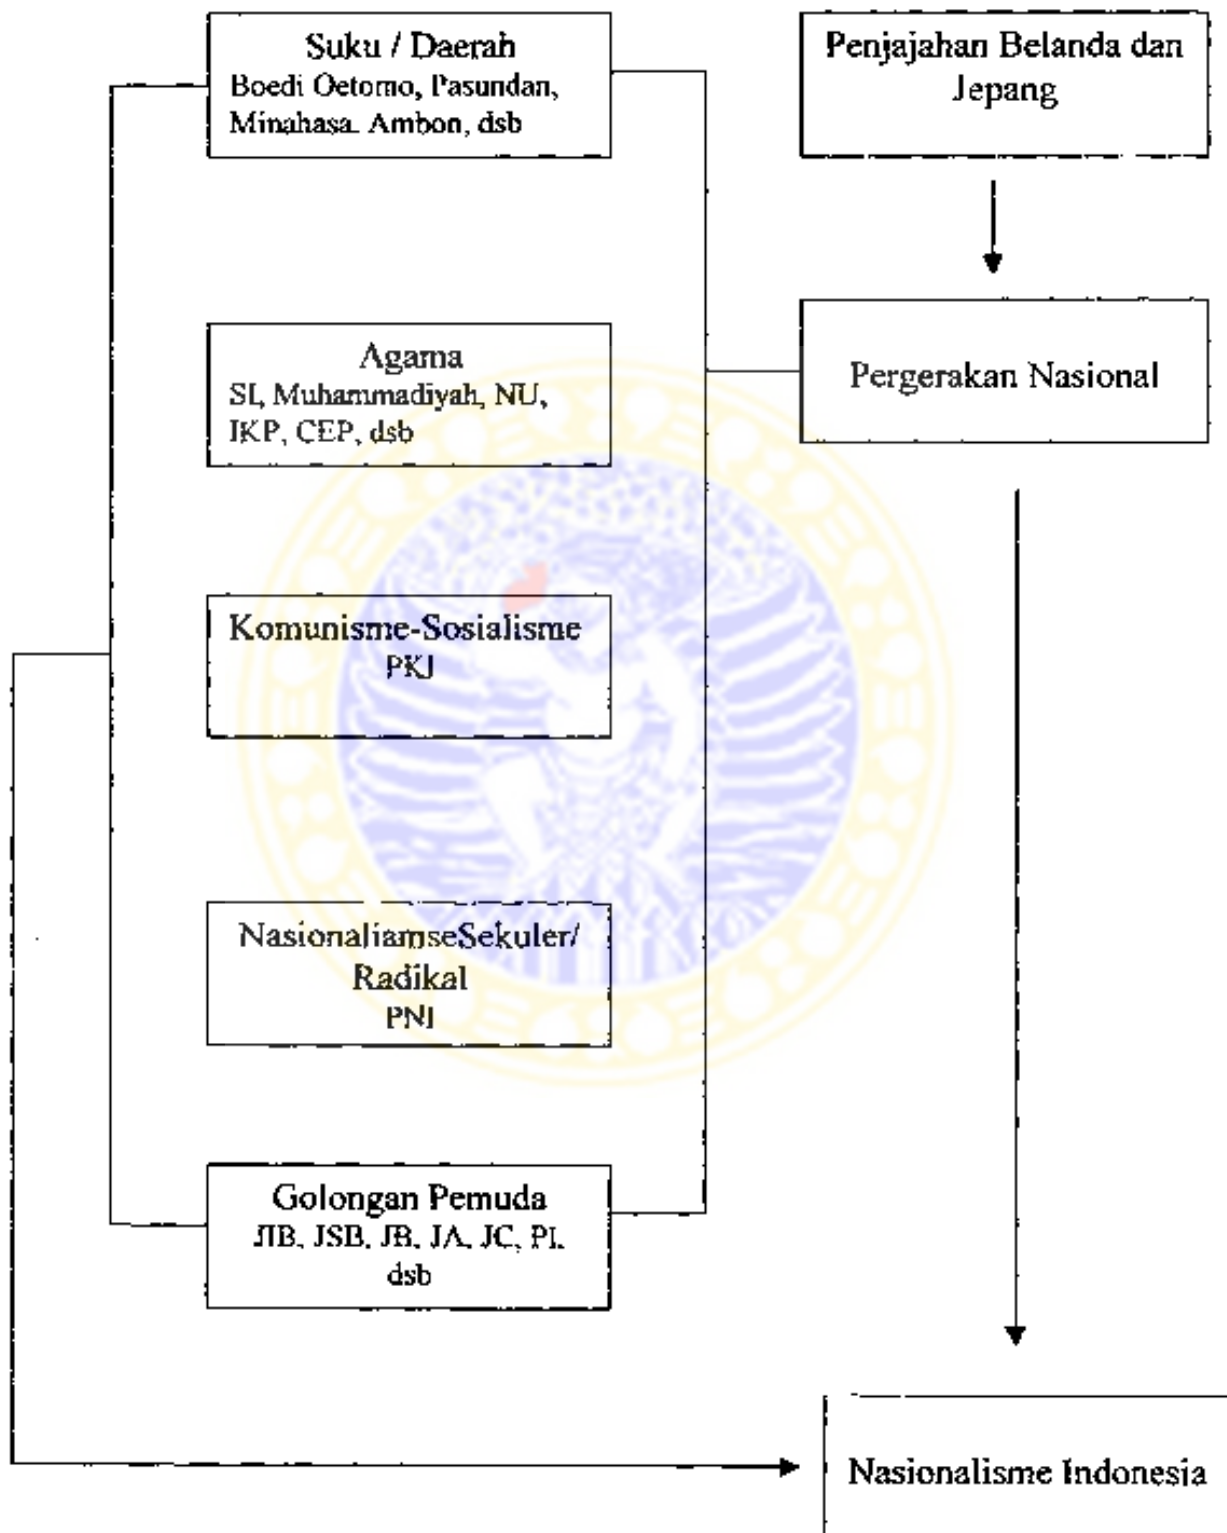 Suku / Daerah
Boedi Oetomo, Pasundan,
Minahasa. Ambon, dsb
Penjajahan Belanda dan
Jepang
Agama
SI, Muhammadiyah, NU,
IKP, CEP, dsb
Pergerakan Nasional
Komunisme-Sosialisme
PKI
NasionaliamseSekuler/
Radikal
PNI
Golongan Pemuda
JIB, JSB, JB, JA, JC, PI,
dsb
Nasionalisme Indonesia